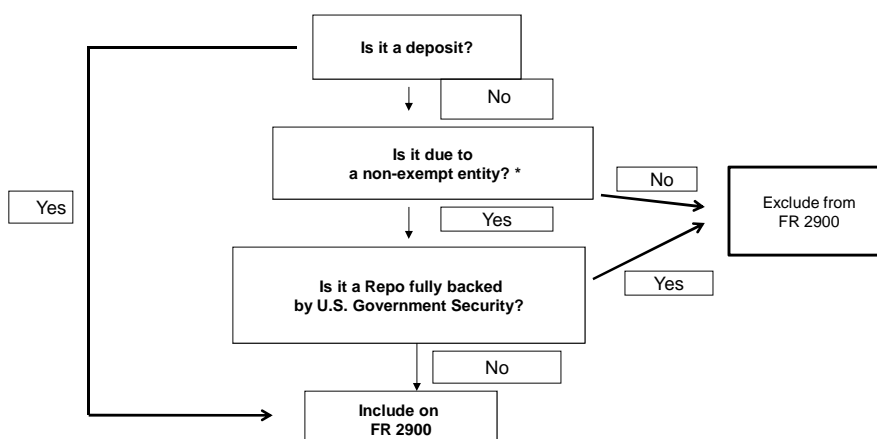 Is it a deposit?
No
Is it due to
a non-exempt entity? *
No
Yes
Yes
Exclude from
FR 2900
Is it a Repo fully backed
by U.S. Government Security?
Yes
No
Include on
FR 2900